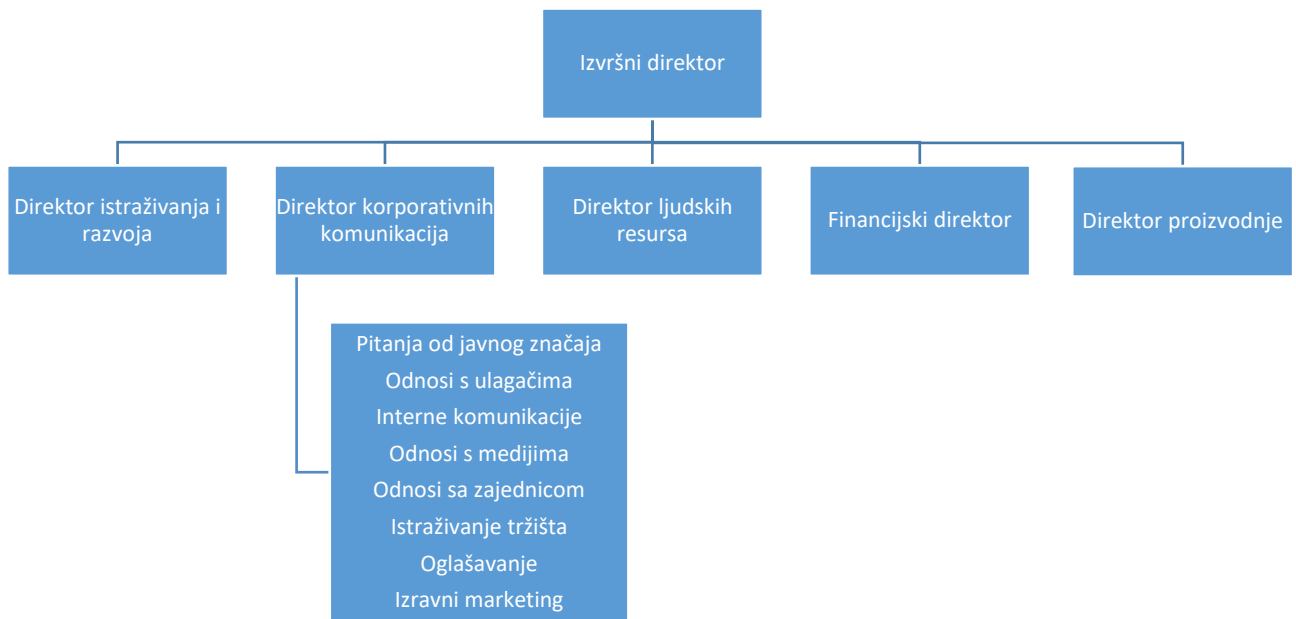 Izvršni direktor
Direktor istraživanja i
razvoja
Direktor korporativnih
komunikacija
Direktor ljudskih
resursa
Financijski direktor
Direktor proizvodnje
Pitanja od javnog značaja
Odnosi s ulagačima
Interne komunikacije
Odnosi s medijima
Odnosi sa zajednicom
Istraživanje tržišta
Oglašavanje
Izravni marketing